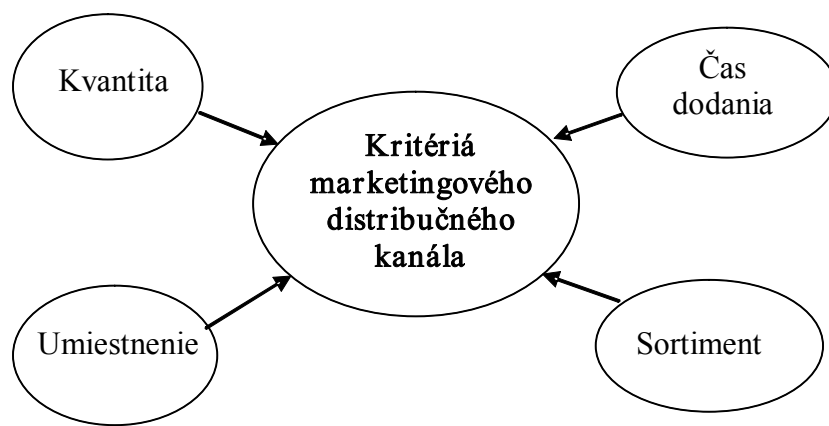 Kvantita
Čas
dodania
Kritériá
marketingového
distribučného
kanála
Umiestnenie
Sortiment